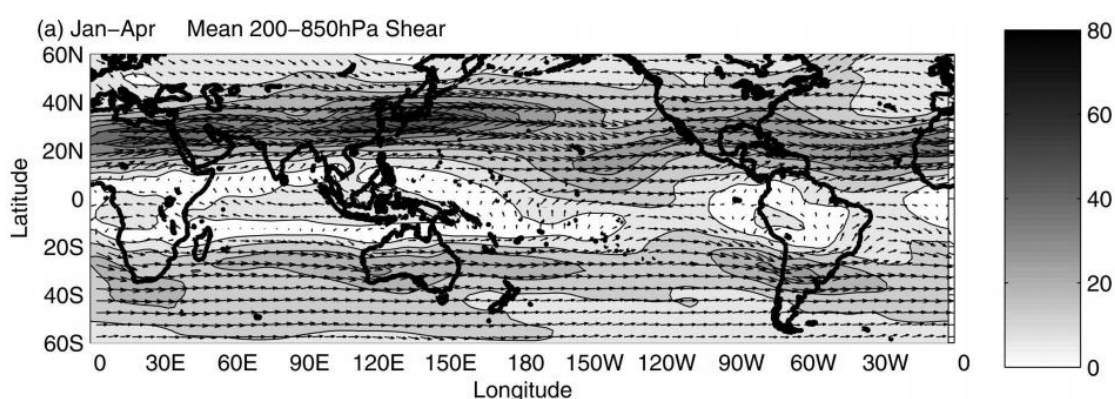 (a) Jan−Apr Mean 200−850hPa Shear
60N
40N
20N
0
20S
40S
60S
Latitude
0 30E 60E 90E 120E 150E 180 150W 120W 90W 60W 30W 0
Longitude
80
60
40
20
0